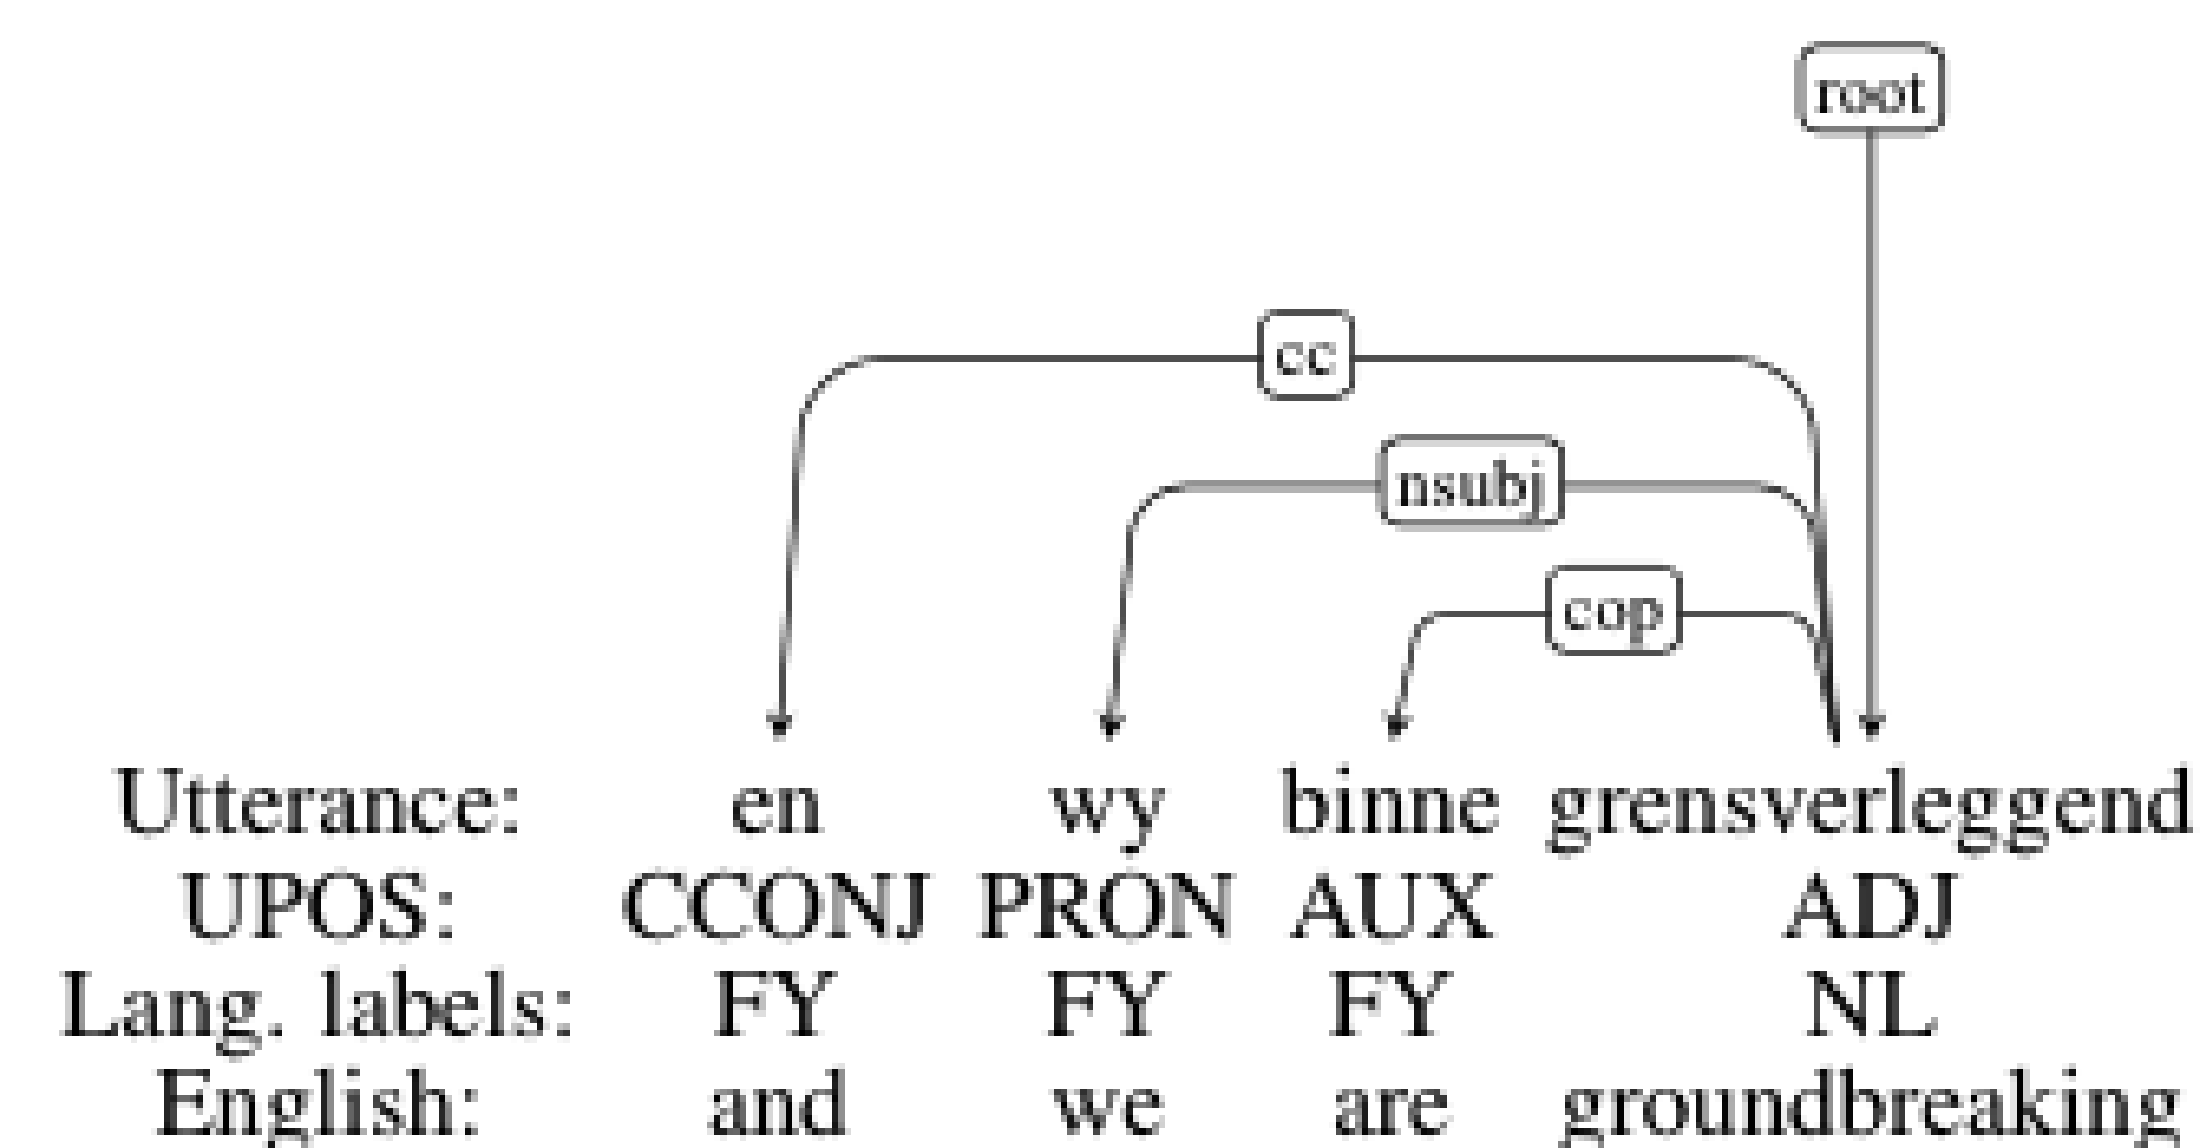 root
cc
nsubj
cop
Utterance: en wy binne grensverleggend
UPOS: CCONJ PRON AUX ADJ
Lang. labels: FY FY FY NL
English: and we are groundbreaking